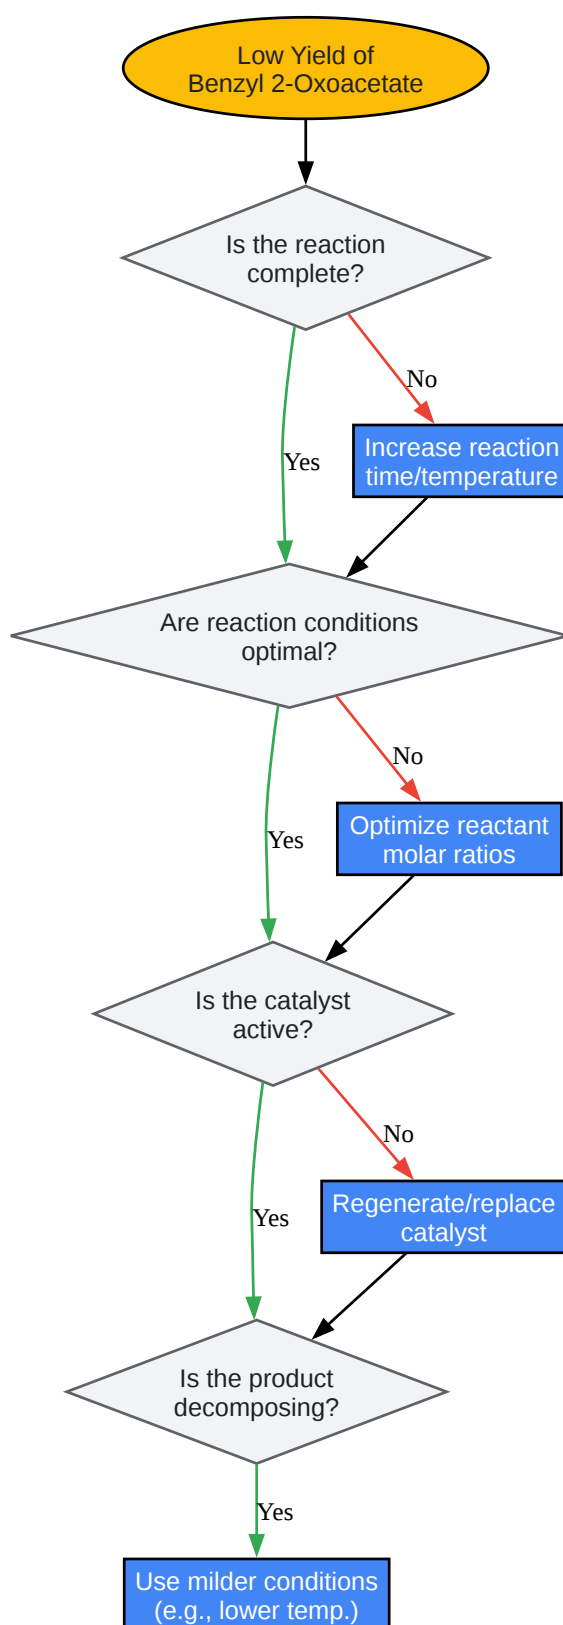 Low Yield of
Benzyl 2-Oxoacetate
Is the reaction
complete?
No
Increase reaction
time/temperature
Yes
Are reaction conditions
optimal?
No
Optimize reactant
molar ratios
Yes
Is the catalyst
active?
No
Regenerate/replace
catalyst
Yes
Is the product
decomposing?
Yes
Use milder conditions
(e.g., lower temp.)